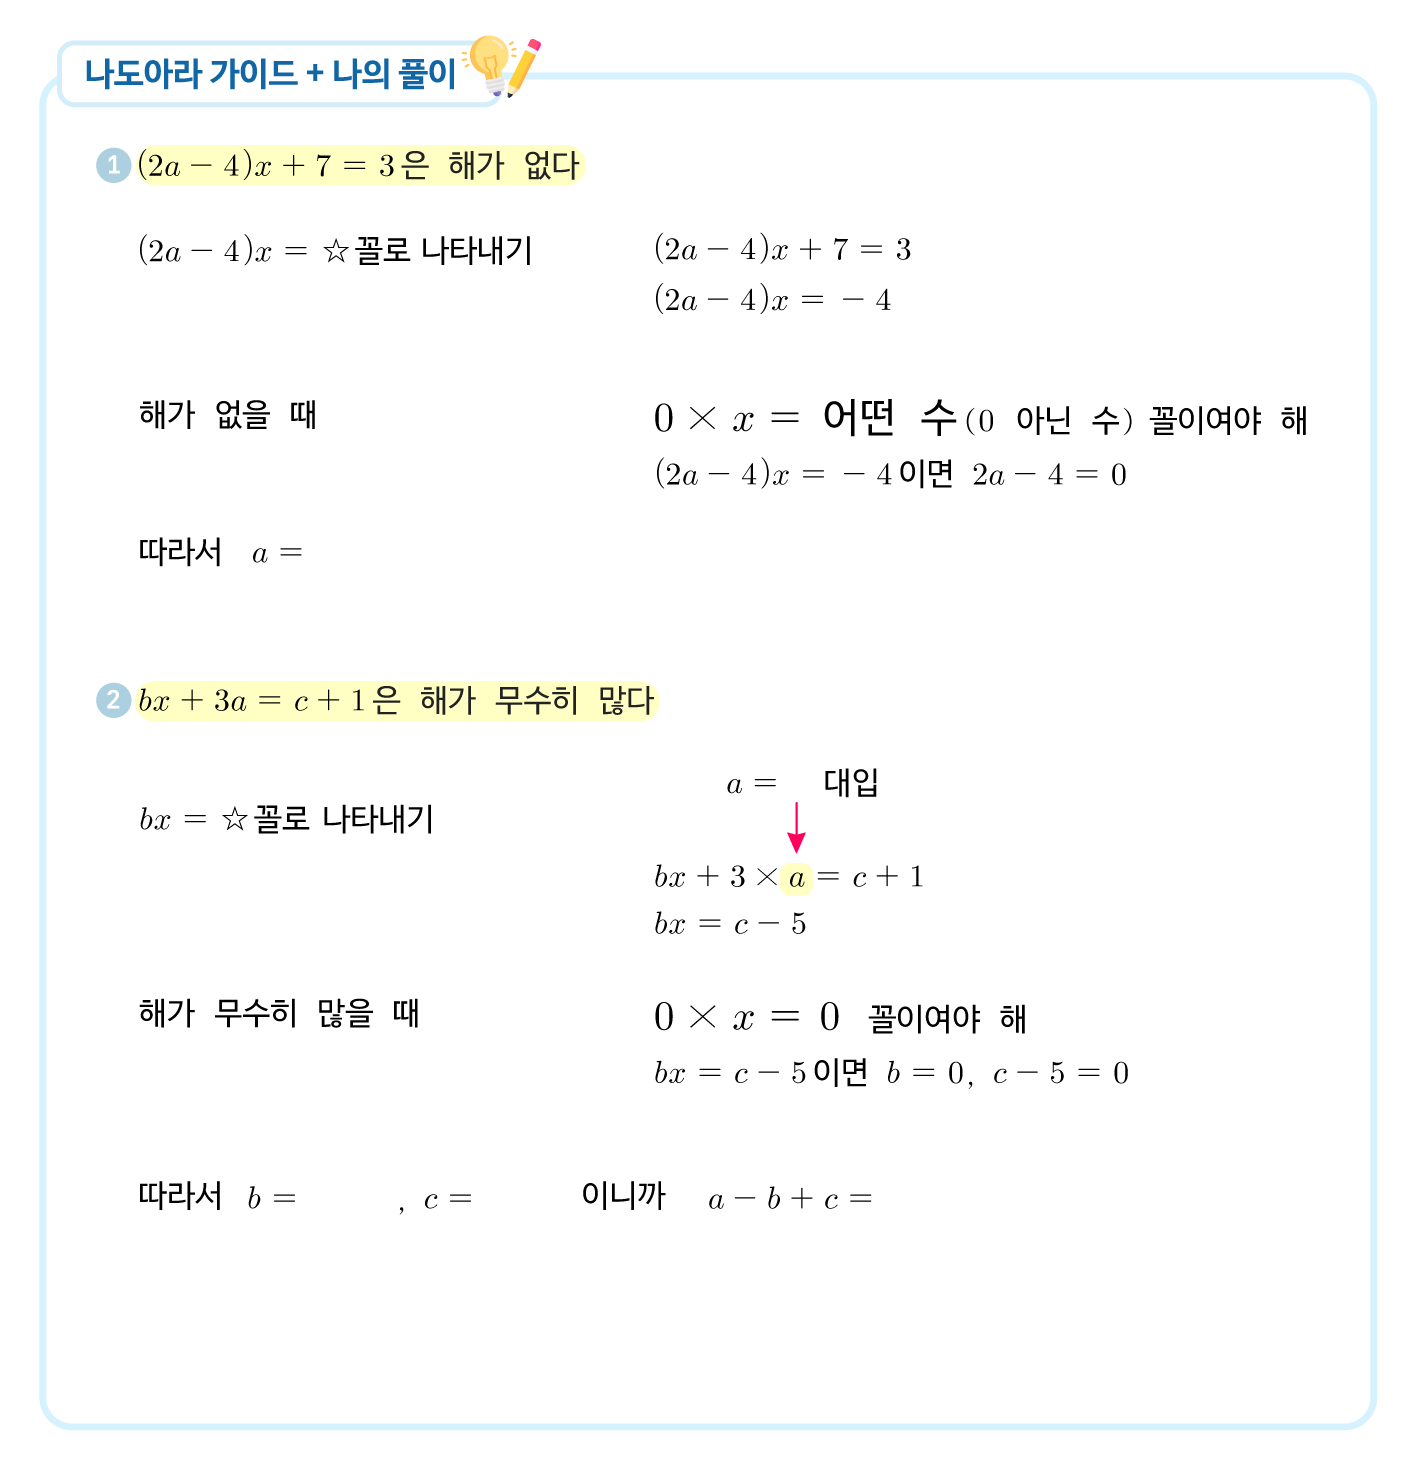 나도아라 가이드 + 나의 풀이
1 (2a − 4)x + 7 = 3은 해가 없다
(2a − 4)x = ☆꼴로 나타내기
(2a − 4)x + 7 = 3
(2a − 4)x = − 4
해가 없을 때
0 × x = 어떤 수(0 아닌 수) 꼴이여야 해
(2a − 4)x = − 4이면 2a − 4 = 0
따라서 a =
2 bx + 3a = c + 1은 해가 무수히 많다
a = 대입
bx = ☆꼴로 나타내기
bx + 3 × a = c + 1
bx = c − 5
해가 무수히 많을 때
0 × x = 0 꼴이여야 해
bx = c − 5이면 b = 0, c − 5 = 0
따라서 b = , c = 이니까 a − b + c =